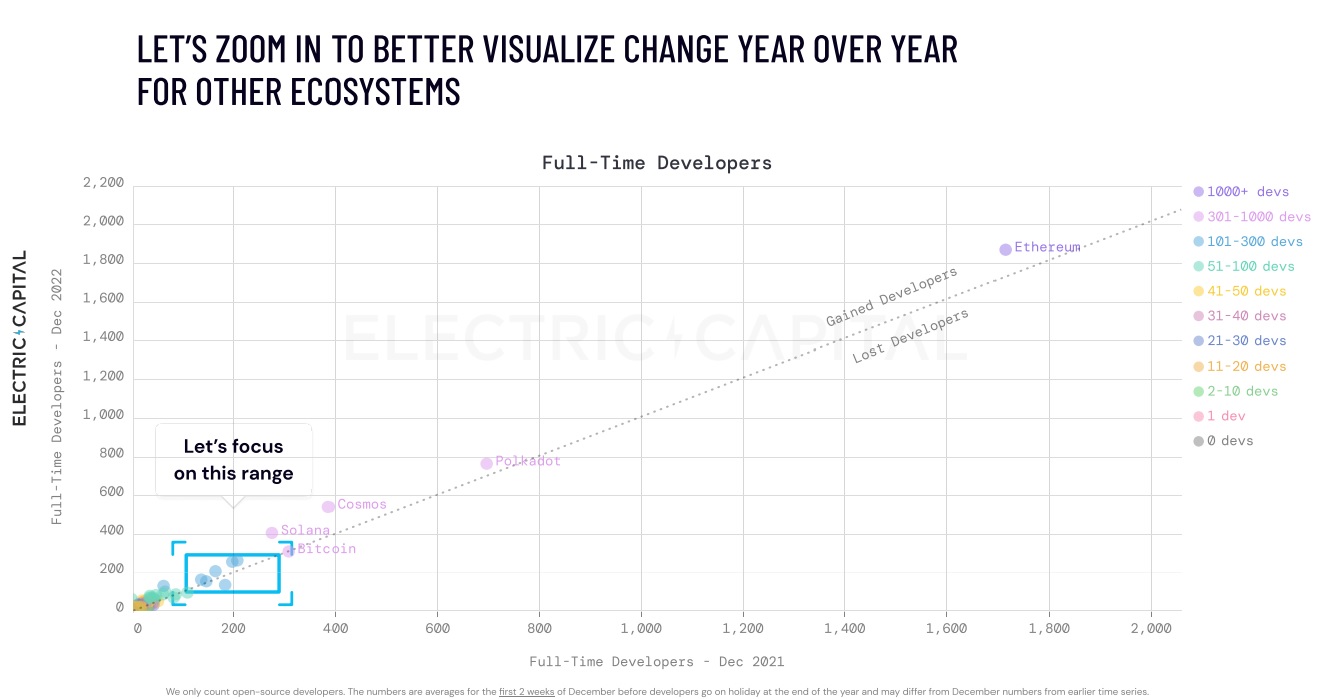 LET'S ZOOM IN TO BETTER VISUALIZE CHANGE YEAR OVER YEAR
FOR OTHER ECOSYSTEMS
Full-Time Developers
ELECTRIC CAPITAL
Full-Time Developers - Dec 2022
2,200
2,000
1,800
1,600
1,400
1,200
1,000
800
600
400
200
0
ELECTRIC CAPITAL
Ethereum
Gained Developers
Lost Developers
Let's focus
on this range
Polkadot
Cosmos
Solana
Bitcoin
1000+ devs
301-1000 devs
101-300 devs
51-100 devs
41-50 devs
31-40 devs
21-30 devs
11-20 devs
2-10 devs
1 dev
0 devs
0 200 400 600 800 1,000 1,200 1,400 1,600 1,800 2,000
Full-Time Developers - Dec 2021
We only count open-source developers. The numbers are averages for the first 2 weeks of December before developers go on holiday at the end of the year and may differ from December numbers from earlier time series.